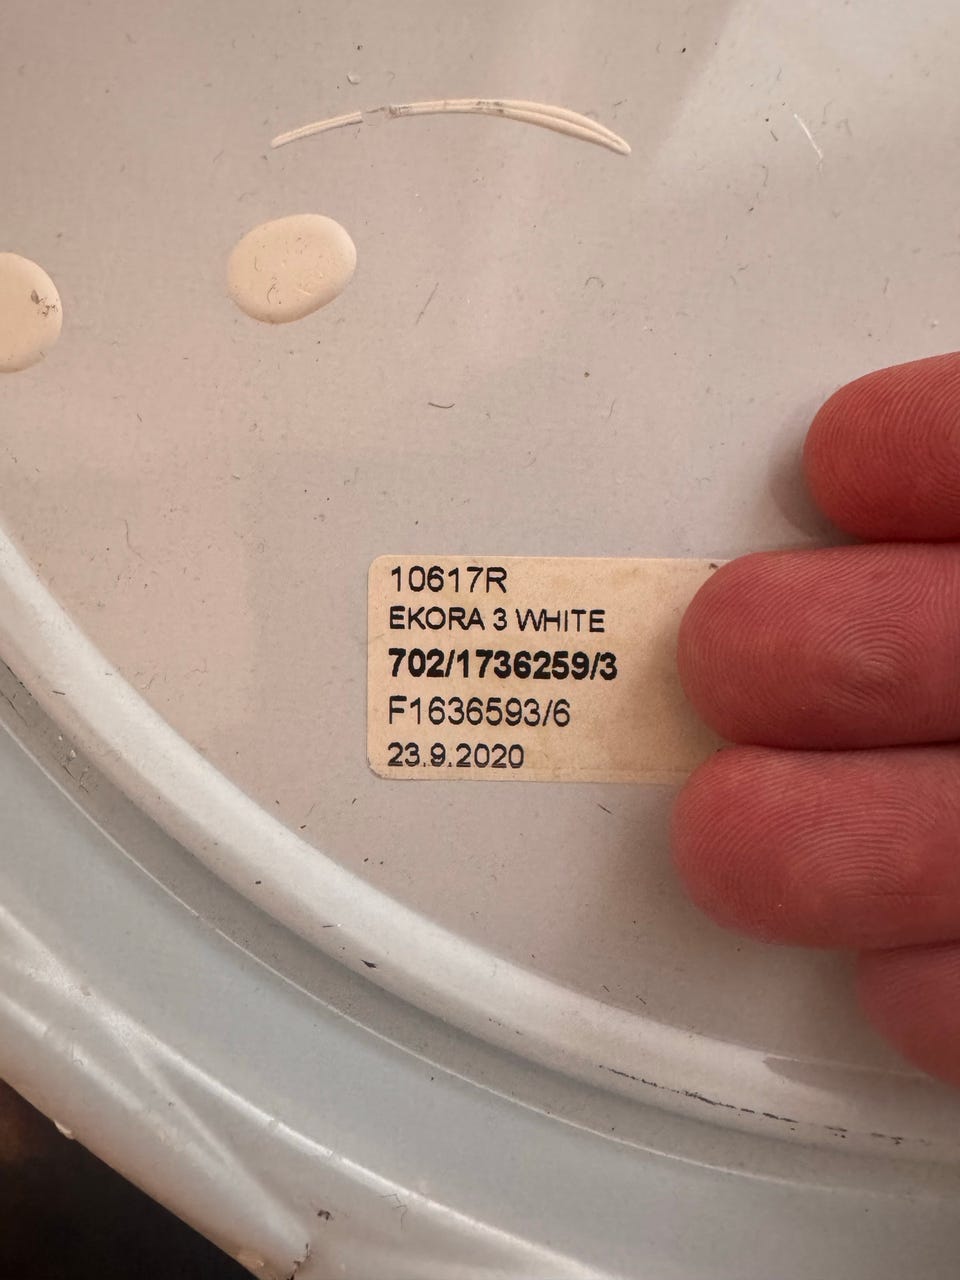 10617R
EKORA 3 WHITE
702/1736259/3
F1636593/6
23.9.2020